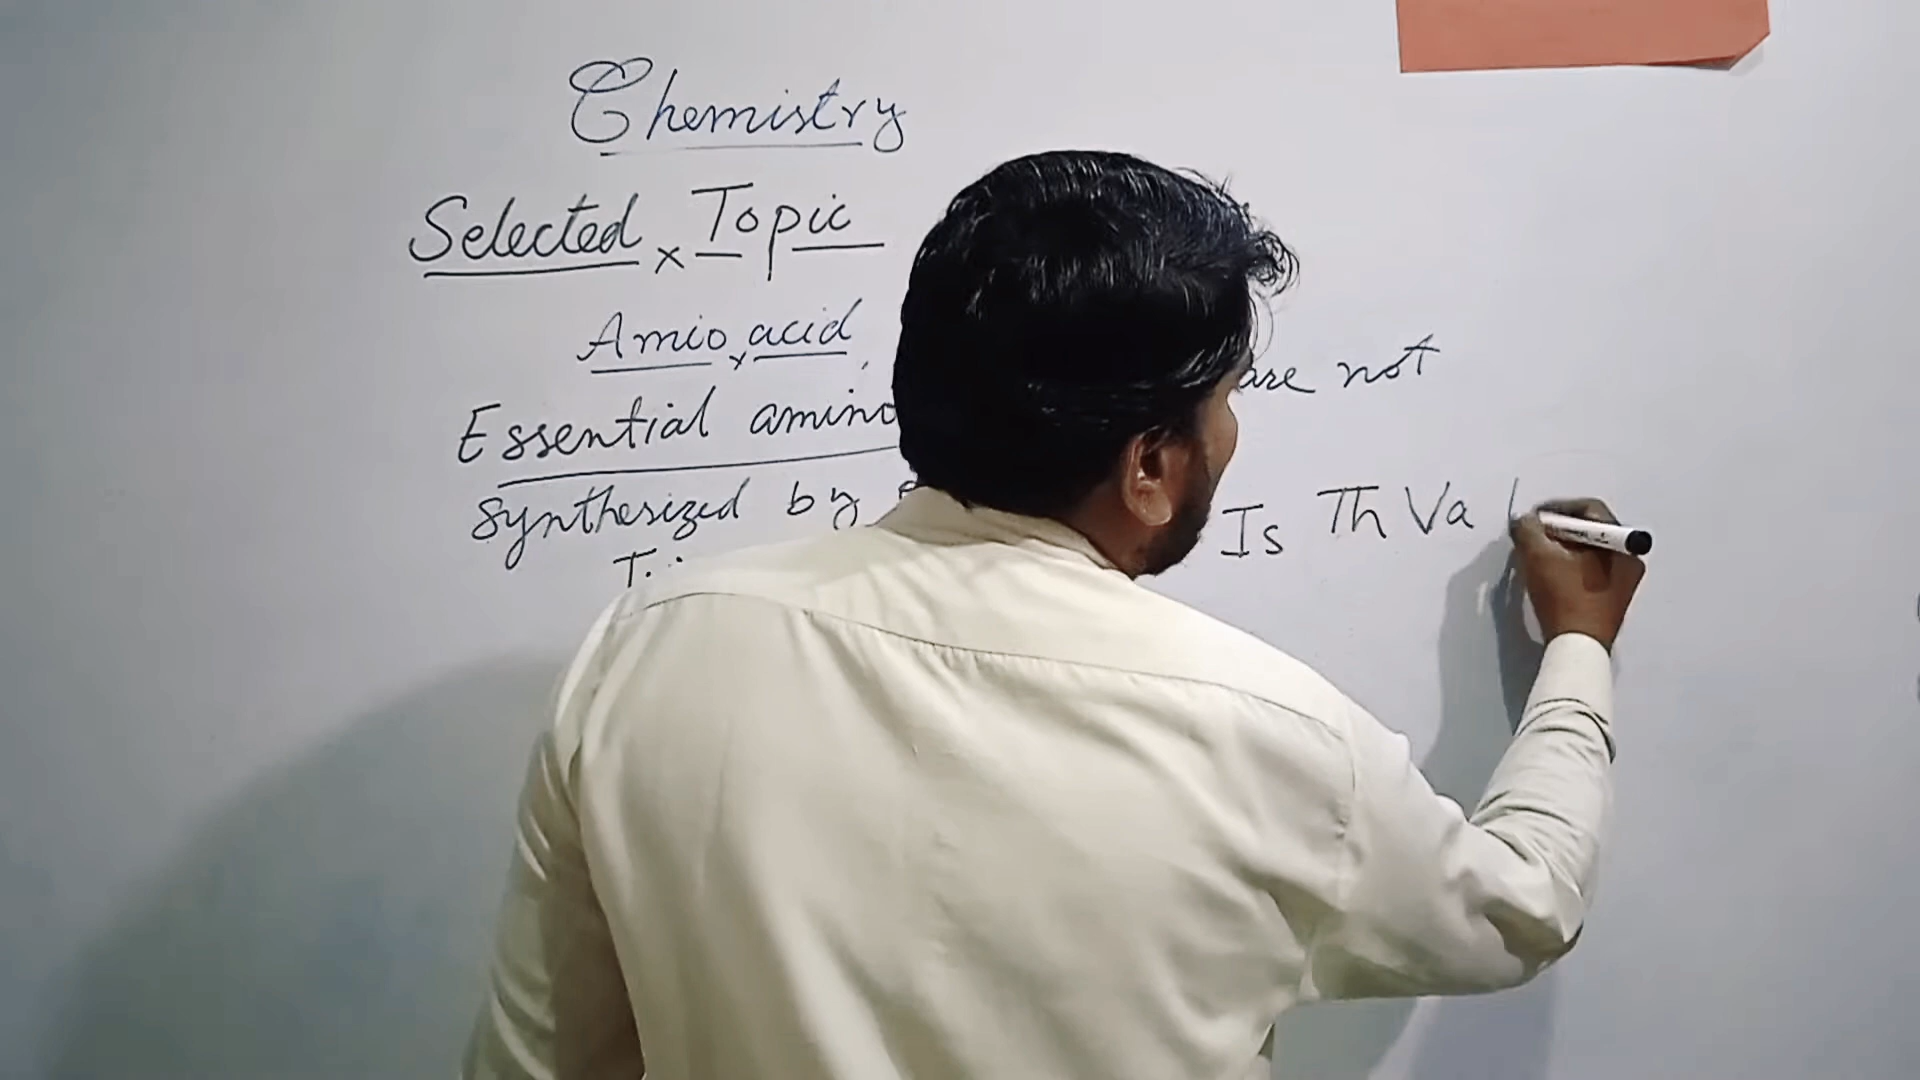 Chemistry
Selected x Topic
Amio x acid
Essential amino are not
synthesized by
Is Th Va